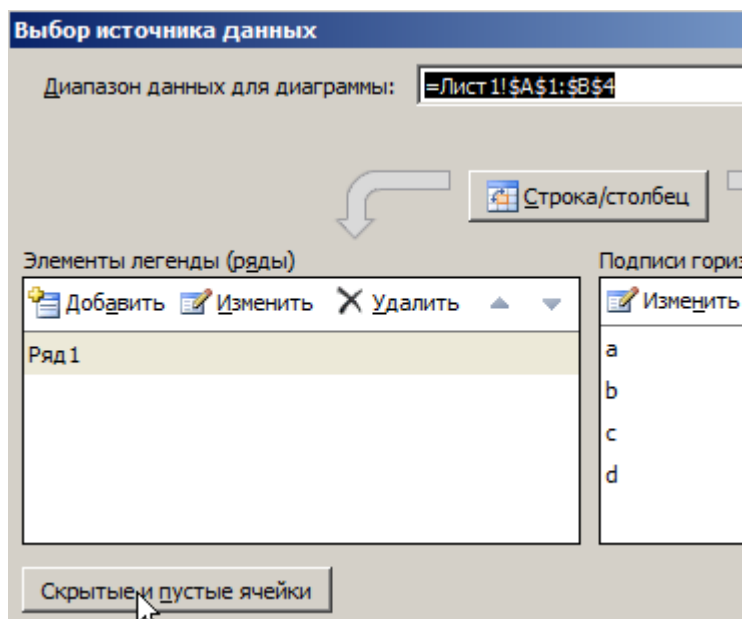 Выбор источника данных
Диапазон данных для диаграммы: =Лист1!$A$1:$B$4
Строка/столбец
Элементы легенды (ряды)
Добавить Изменить Удалить
Ряд1
Подписи гориз
Изменить
a
b
c
d
Скрытые и пустые ячейки